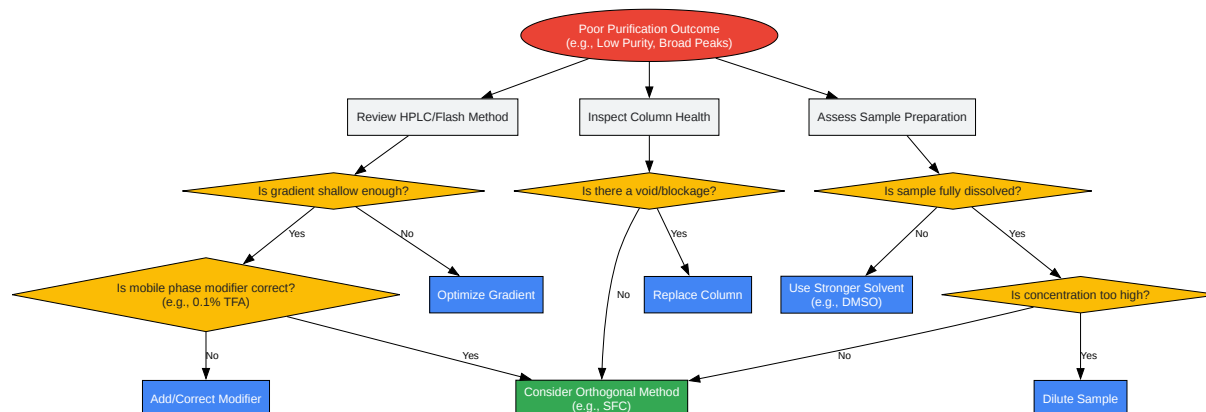 Poor Purification Outcome
(e.g., Low Purity, Broad Peaks)
Review HPLC/Flash Method
Inspect Column Health
Assess Sample Preparation
Is gradient shallow enough?
Is there a void/blockage?
Is sample fully dissolved?
Yes
No
Yes
No
Yes
Is mobile phase modifier correct?
(e.g., 0.1% TFA)
Optimize Gradient
No
Replace Column
Use Stronger Solvent
(e.g., DMSO)
Is concentration too high?
No
Yes
No
Yes
Add/Correct Modifier
Consider Orthogonal Method
(e.g., SFC)
Dilute Sample